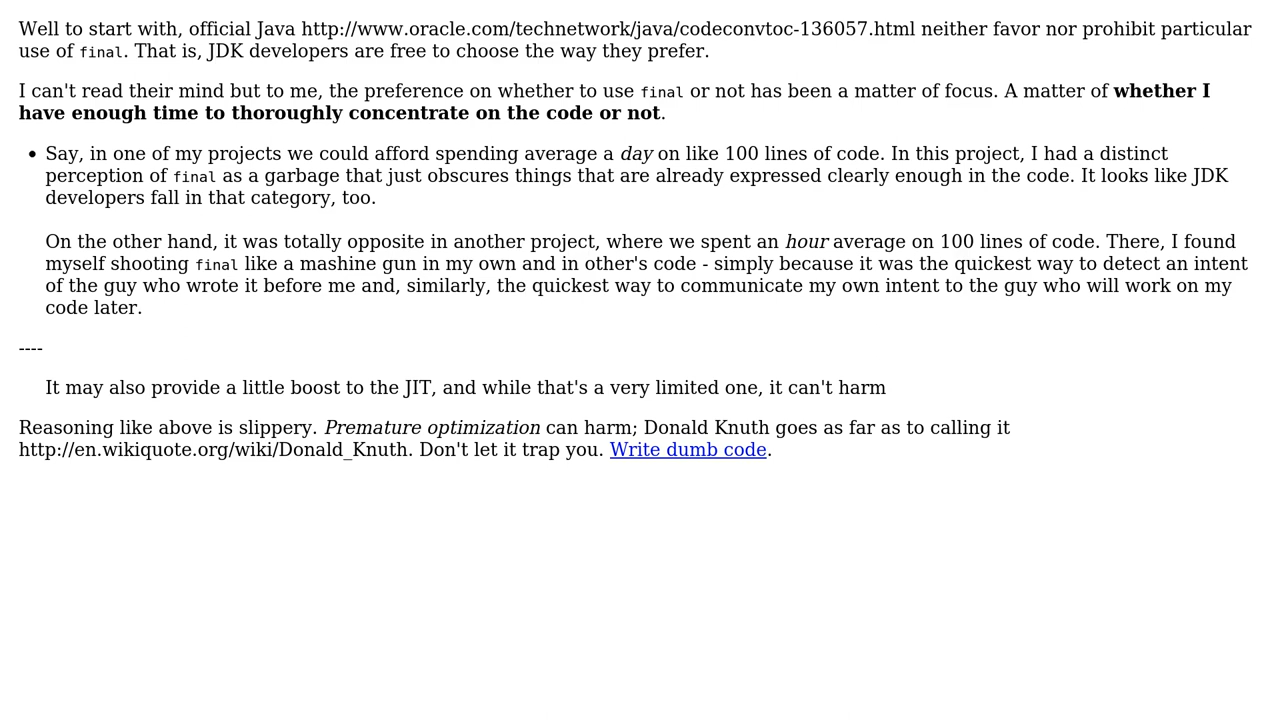 Well to start with, official Java http://www.oracle.com/technetwork/java/codeconvtoc-136057.html neither favor nor prohibit particular
use of final. That is, JDK developers are free to choose the way they prefer.
I can't read their mind but to me, the preference on whether to use final or not has been a matter of focus. A matter of whether I
have enough time to thoroughly concentrate on the code or not.
• Say, in one of my projects we could afford spending average a day on like 100 lines of code. In this project, I had a distinct
perception of final as a garbage that just obscures things that are already expressed clearly enough in the code. It looks like JDK
developers fall in that category, too.
On the other hand, it was totally opposite in another project, where we spent an hour average on 100 lines of code. There, I found
myself shooting final like a mashine gun in my own and in other's code - simply because it was the quickest way to detect an intent
of the guy who wrote it before me and, similarly, the quickest way to communicate my own intent to the guy who will work on my
code later.
----
It may also provide a little boost to the JIT, and while that's a very limited one, it can't harm
Reasoning like above is slippery. Premature optimization can harm; Donald Knuth goes as far as to calling it
http://en.wikiquote.org/wiki/Donald_Knuth. Don't let it trap you. Write dumb code.